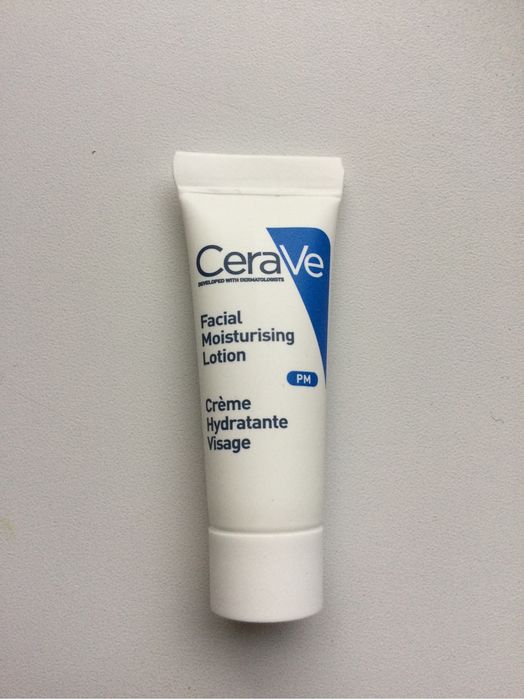 CeraVe
DEVELOPED WITH DERMATOLOGISTS
Facial
Moisturising
Lotion
PM
Crème
Hydratante
Visage